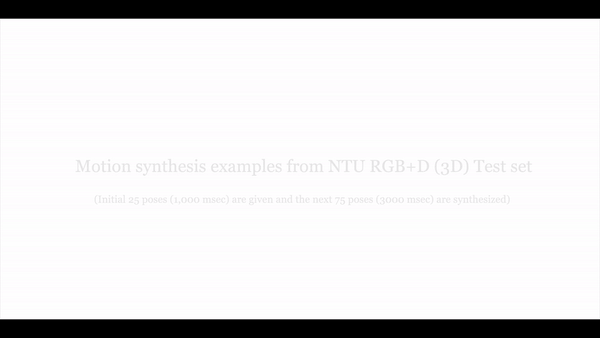 Motion synthesis examples from NTU RGB+D (3D) Test set
(Initial 25 poses (1,000 msec) are given and the next 75 poses (3000 msec) are synthesized)